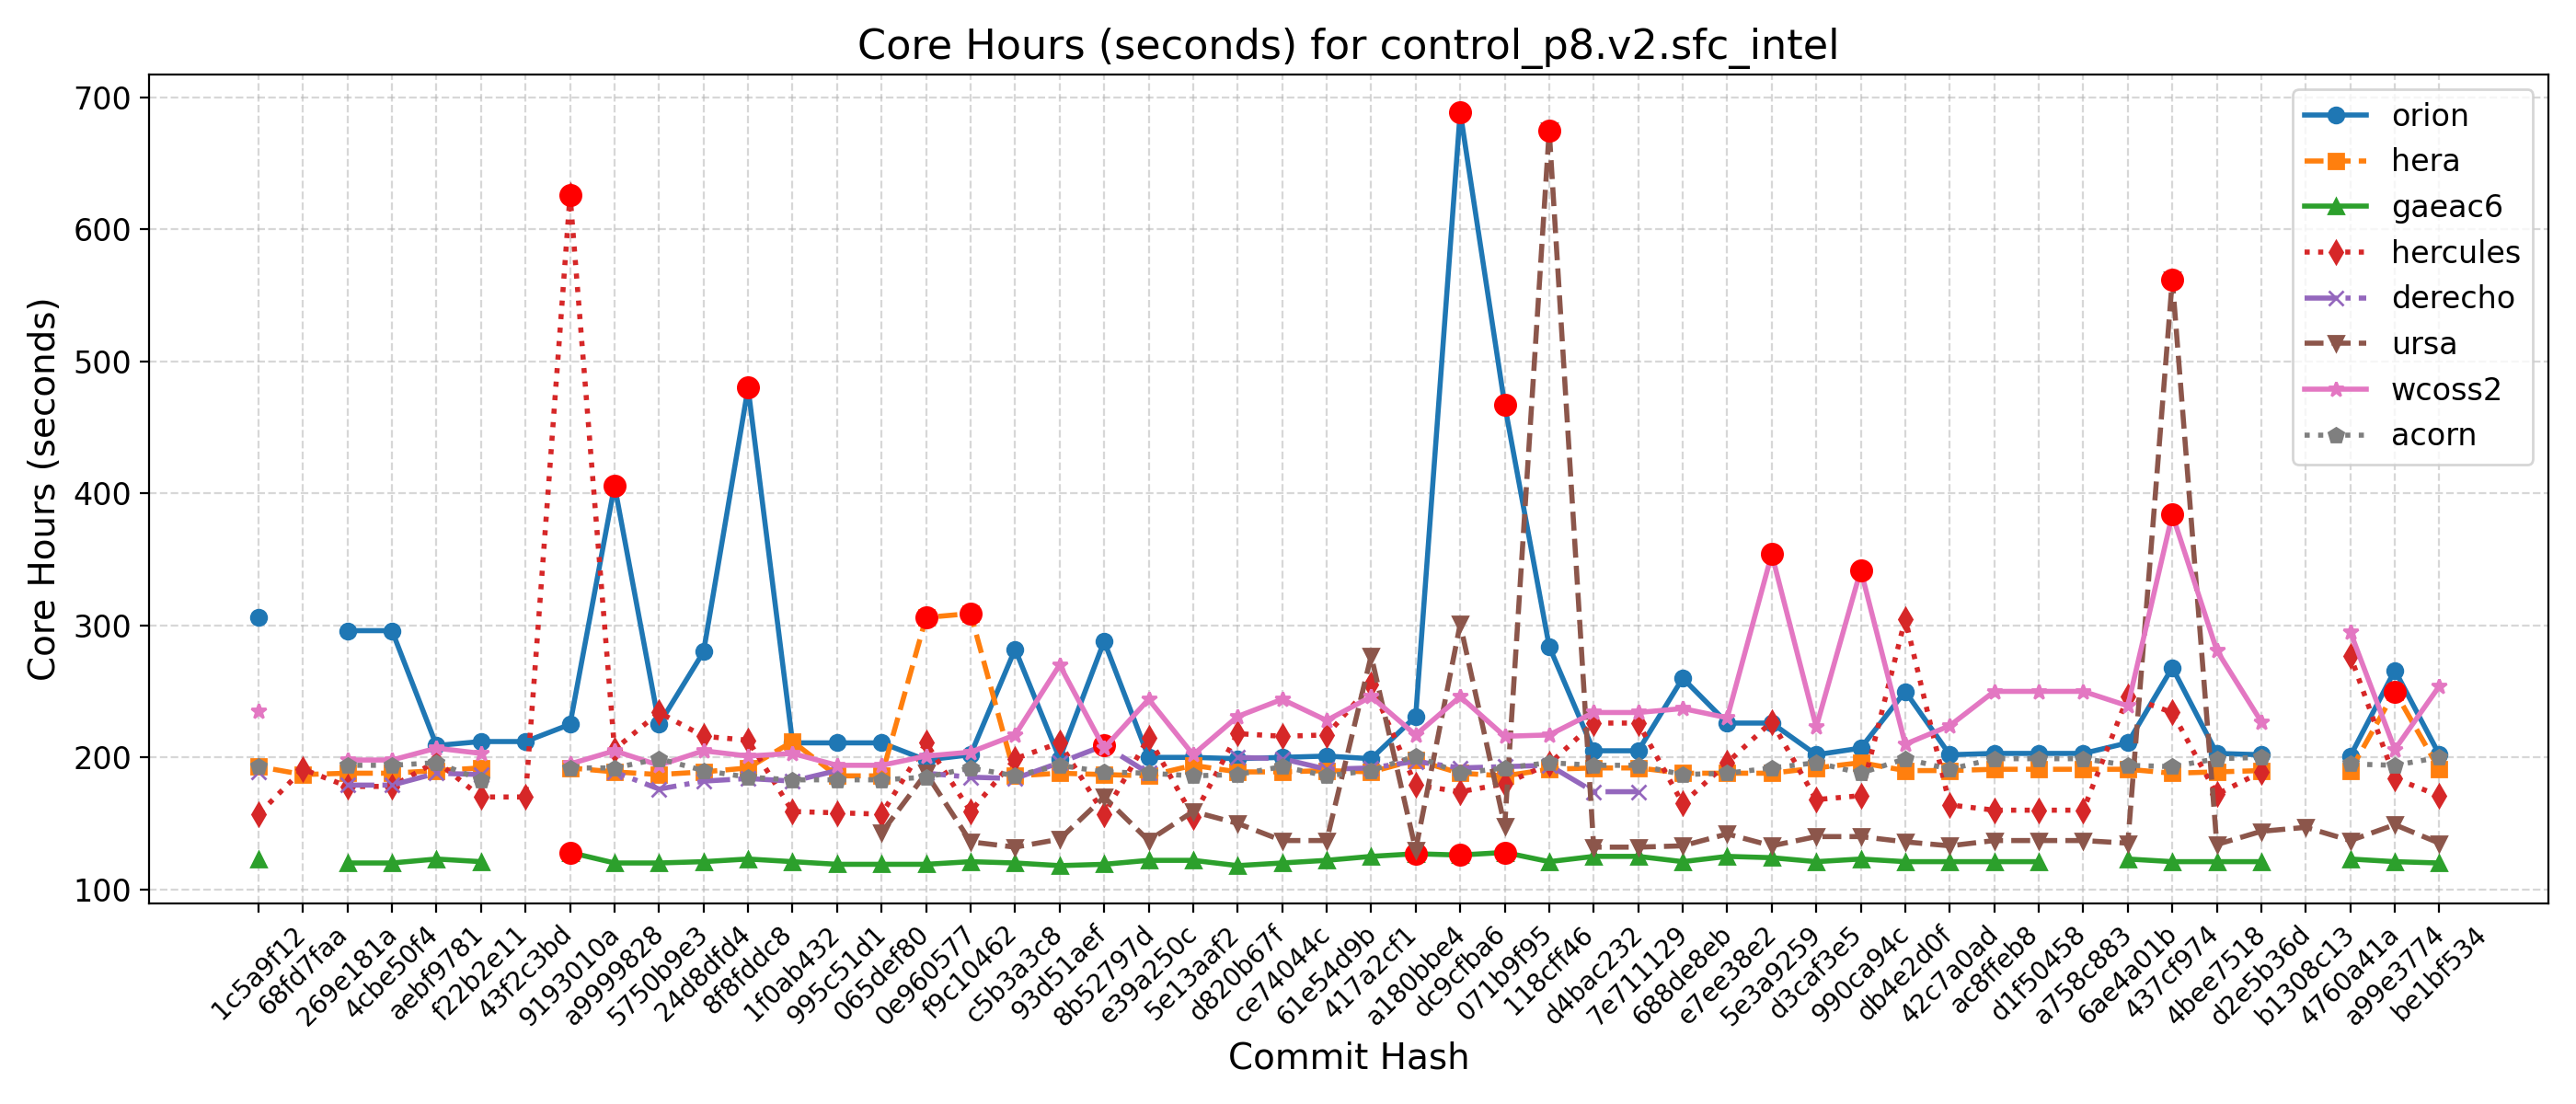 Core Hours (seconds) for control_p8.v2.sfc_intel
Core Hours (seconds)
700
600
500
400
300
200
100
orion
hera
gaeac6
hercules
derecho
ursa
wcoss2
acorn
1c5a9f12
68fd7faa
269e181a
4cbe50f4
aebf9781
f22b2e11
43f2c3bd
9193010a
a9999828
5750b9e3
24d8dfd4
8f8fddc8
1f0ab432
995c51d1
065def80
0e960577
f9c10462
c5b3a3c8
93d51aef
8b52797d
e39a250c
5e13aaf2
d820b67f
ce74044c
61e54d9b
417a2cf1
a180bbe4
dc9cfba6
071b9f95
118cff46
d4bac232
7e711129
688de8eb
e7ee38e2
5e3a9259
d3caf3e5
990ca94c
db4e2d0f
42c7a0ad
ac8ffeb8
d1f50458
a758c883
6ae4a01b
437cf974
4bee7518
d2e5b36d
b1308c13
4760a41a
a99e3774
be1bf534
Commit Hash